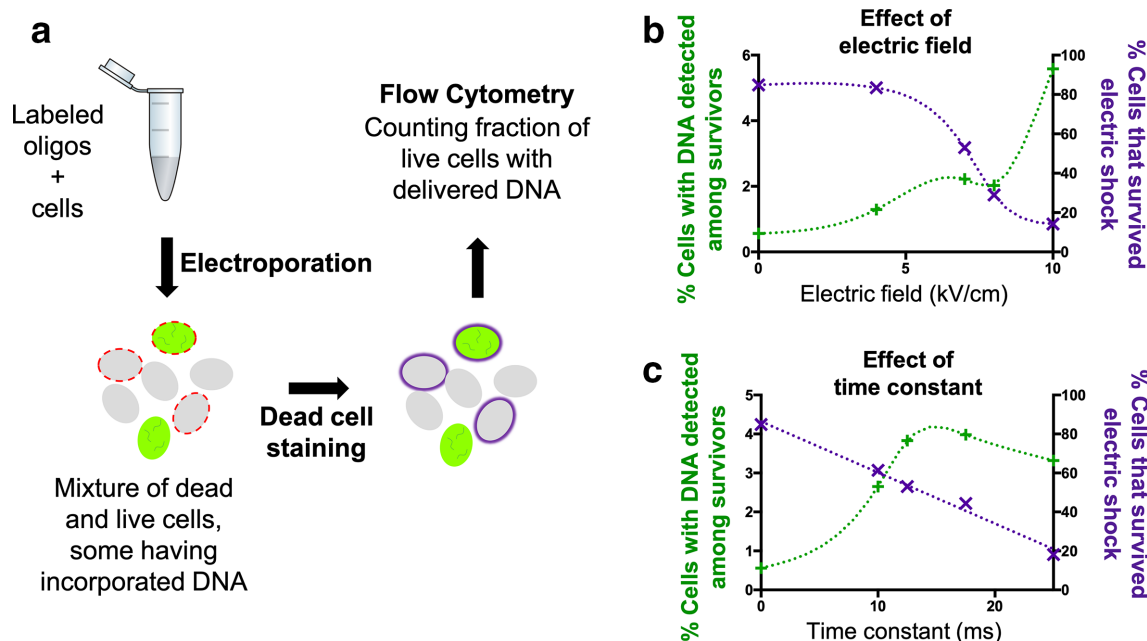 a
Labeled
oligos
+
cells
Flow Cytometry
Counting fraction of
live cells with
delivered DNA
Electroporation
Dead cell
staining
Mixture of dead
and live cells,
some having
incorporated DNA
b
Effect of
electric field
% Cells with DNA detected
among survivors
6
4
2
0
100
80
60
40
20
0
% Cells that survived
electric shock
0
5
10
Electric field (kV/cm)
c
Effect of
time constant
% Cells with DNA detected
among survivors
5
4
3
2
1
0
100
80
60
40
20
0
% Cells that survived
electric shock
0
10
20
Time constant (ms)